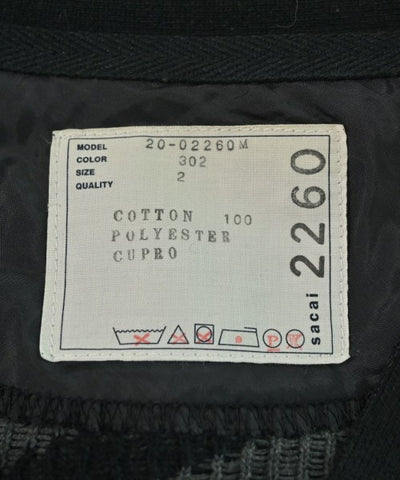 MODEL 20-02260M
COLOR 302
SIZE 2
QUALITY
COTTON 100
POLYESTER
CUPRO
P
sacai 2260